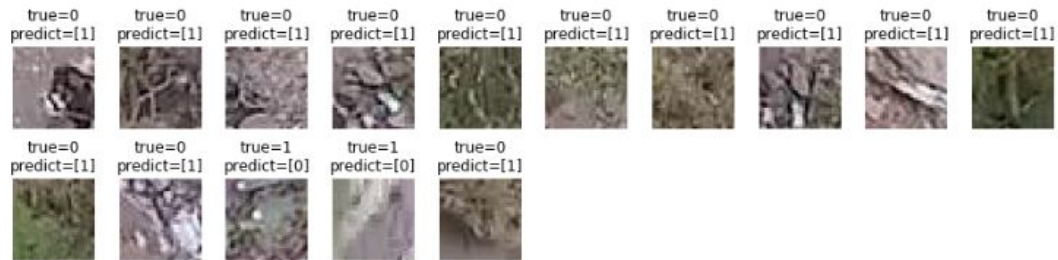 true=0 true=0 true=0 true=0 true=0 true=0 true=0 true=0 true=0 true=0
predict=[1] predict=[1] predict=[1] predict=[1] predict=[1] predict=[1] predict=[1] predict=[1] predict=[1] predict=[1]
true=0 true=0 true=1 true=1 true=0
predict=[1] predict=[1] predict=[0] predict=[0] predict=[1]